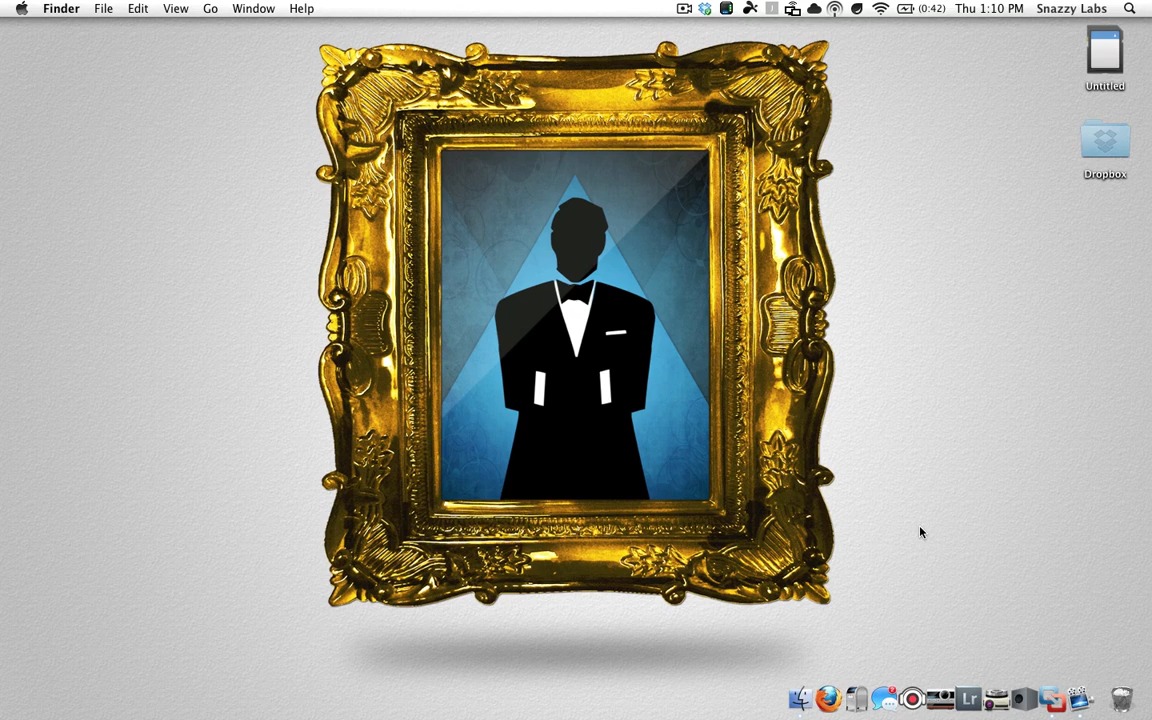 Finder File Edit View Go Window Help (0:42) Thu 1:10 PM Snazzy Labs
Untitled
Dropbox
Lr